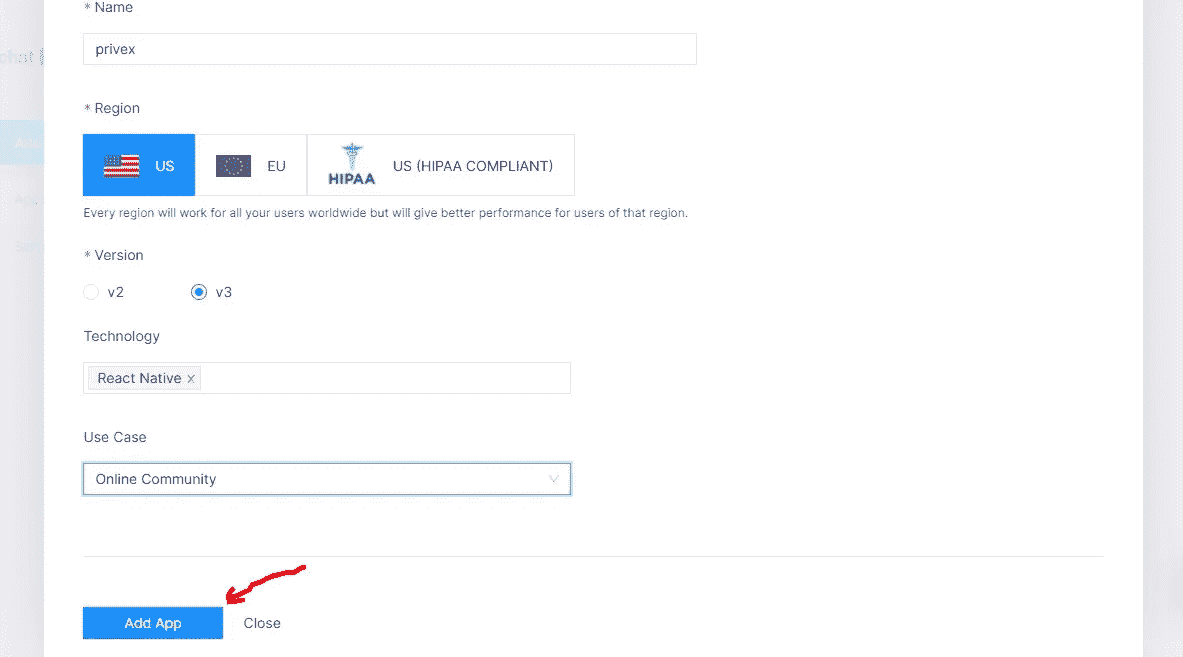 * Name
privex
* Region
US
EU
HIPAA
US (HIPAA COMPLIANT)
Every region will work for all your users worldwide but will give better performance for users of that region.
* Version
v2
v3
Technology
React Native x
Use Case
Online Community
Add App
Close